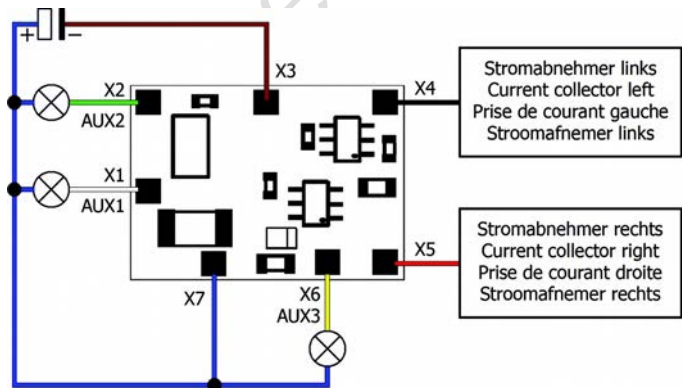 +
−
X2
AUX2
X3
X4
X1
AUX1
X5
X7
X6
AUX3
Stromabnehmer links
Current collector left
Prise de courant gauche
Stroomafnemer links
Stromabnehmer rechts
Current collector right
Prise de courant droite
Stroomafnemer rechts